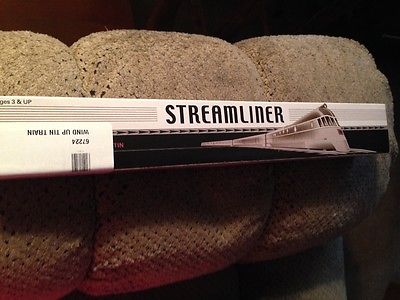 ges 3 & UP
STREAMLINER
67224
WIND UP TIN TRAIN